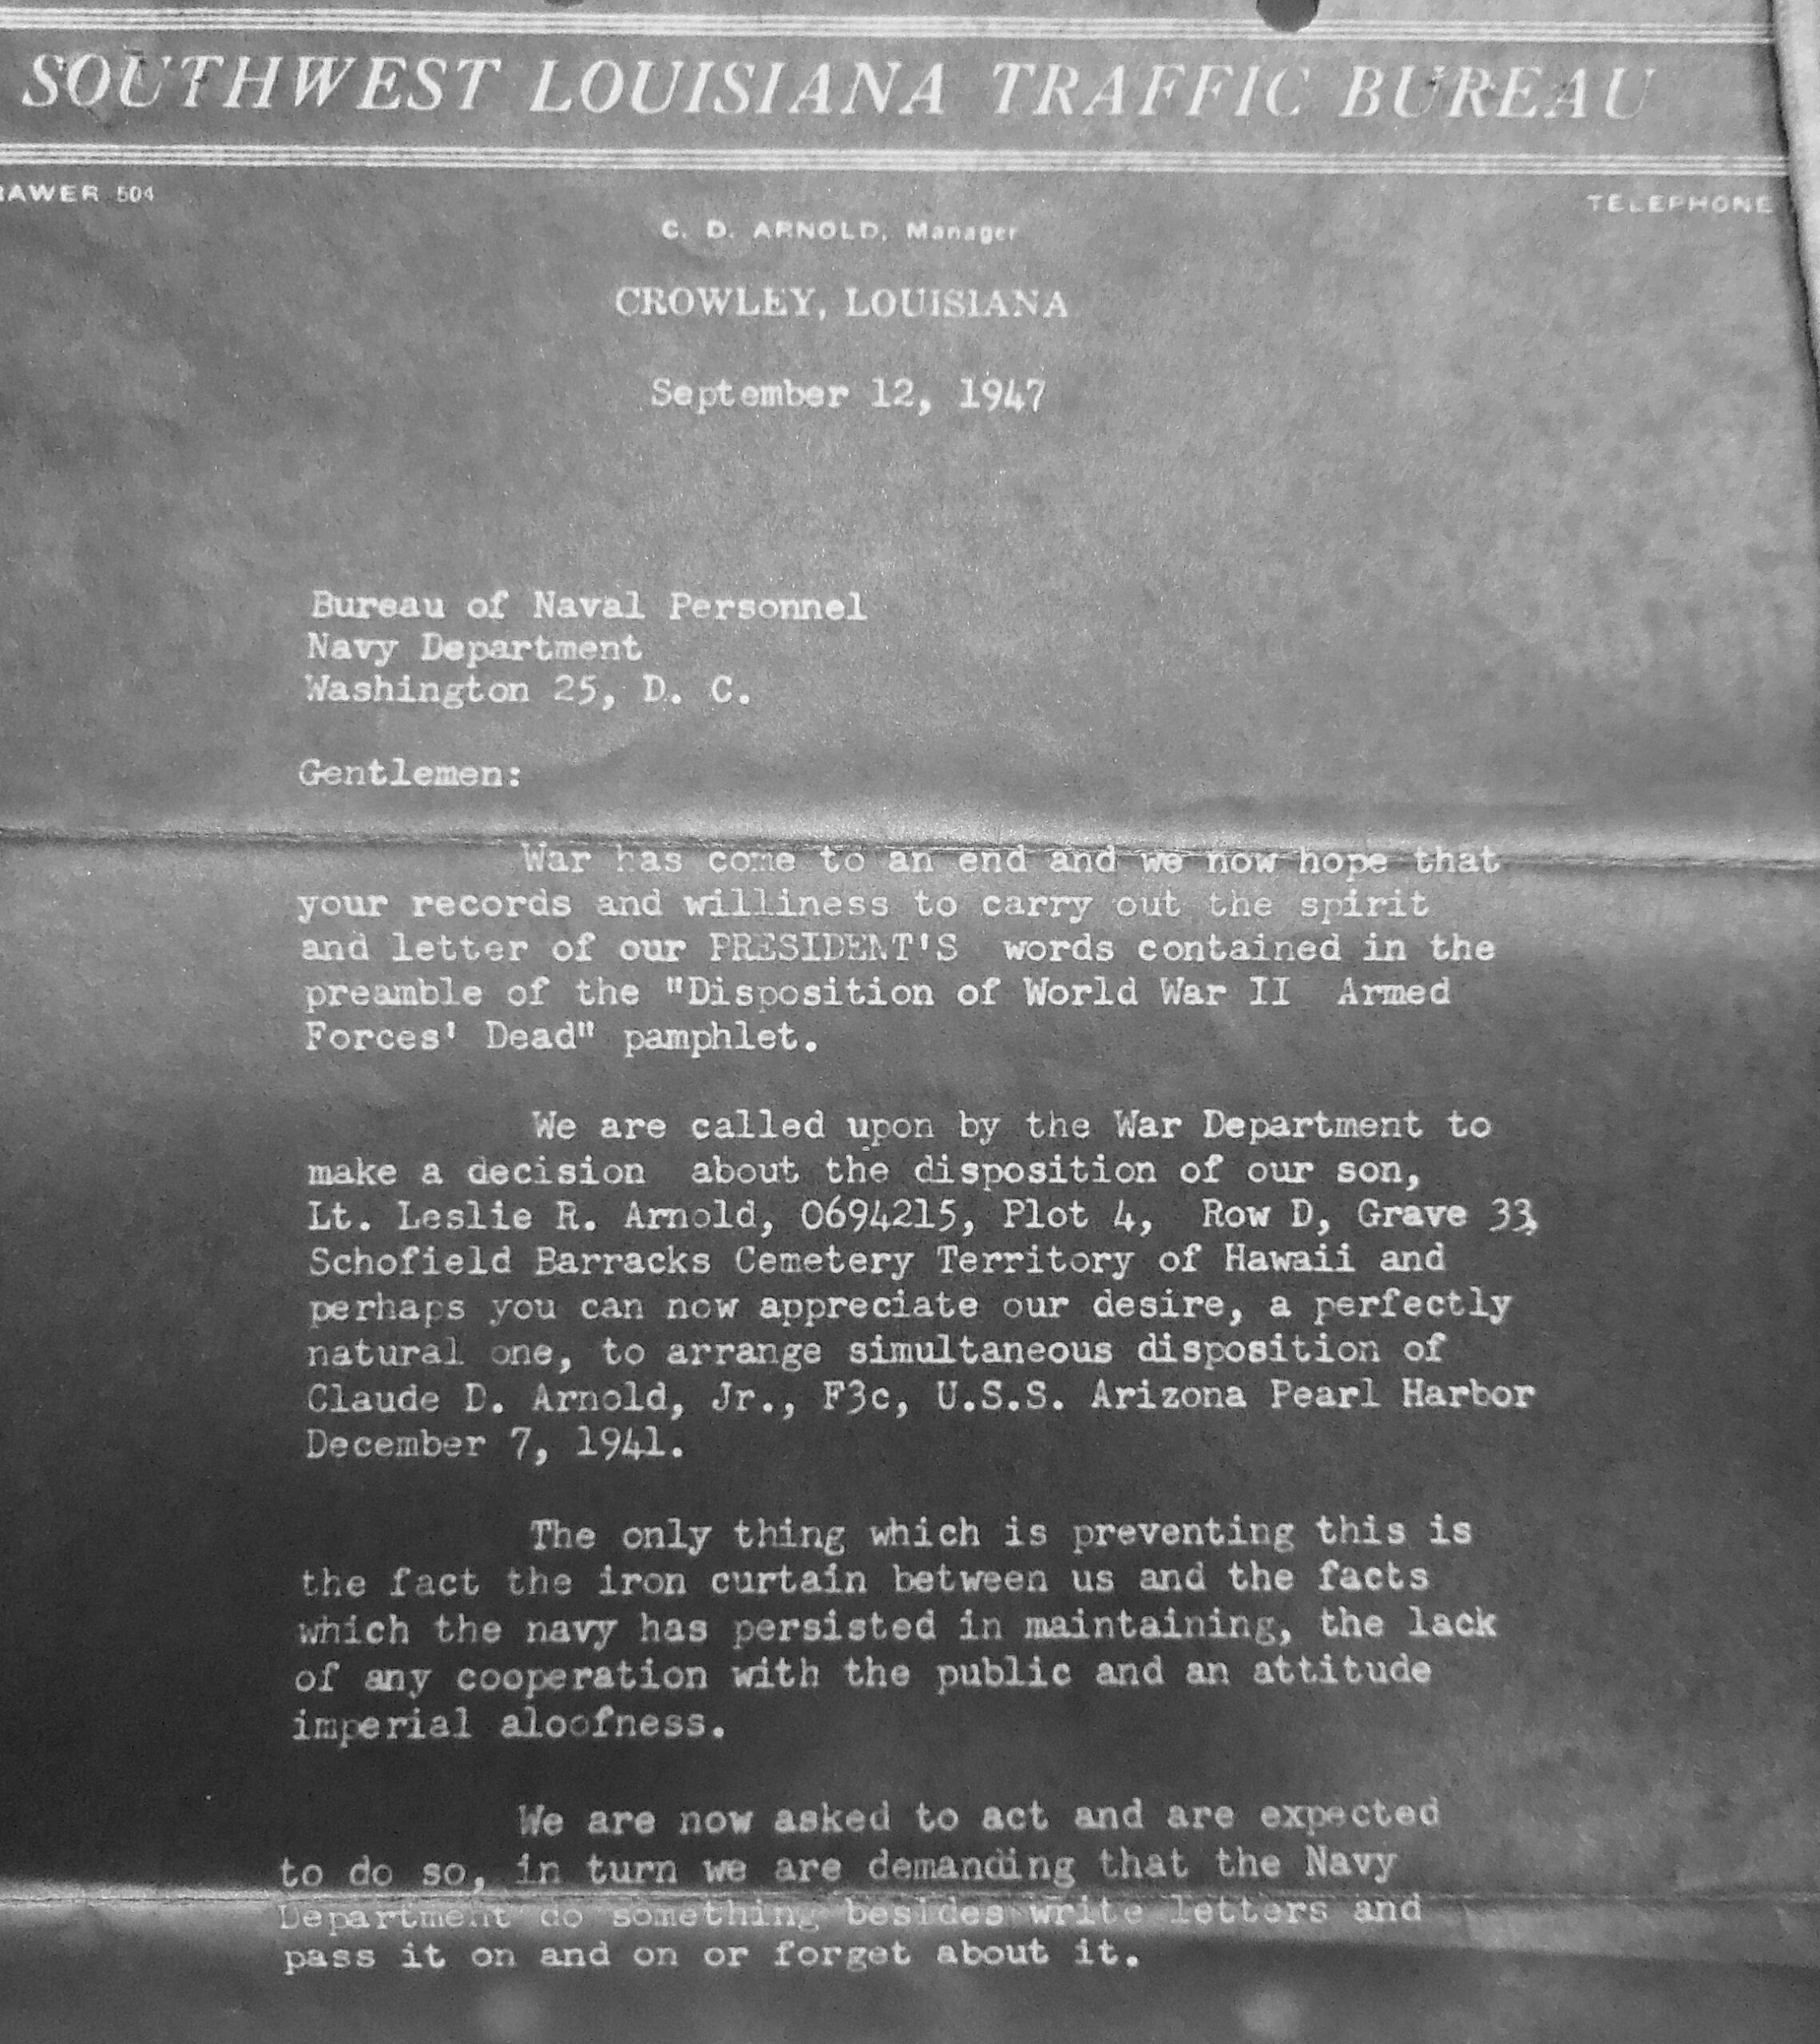 SOUTHWEST LOUISIANA TRAFFIC BUREAU
RAWER 504
TELEPHONE
C. D. ARNOLD, Manager
CROWLEY, LOUISIANA
September 12, 1947
Bureau of Naval Personnel
Navy Department
Washington 25, D. C.
Gentlemen:
War has come to an end and we now hope that
your records and williness to carry out the spirit
and letter of our PRESIDENT'S words contained in the
preamble of the "Disposition of World War II Armed
Forces' Dead" pamphlet.
We are called upon by the War Department to
make a decision about the disposition of our son,
Lt. Leslie R. Arnold, 0694215, Plot 4, Row D, Grave 33,
Schofield Barracks Cemetery Territory of Hawaii and
perhaps you can now appreciate our desire, a perfectly
natural one, to arrange simultaneous disposition of
Claude D. Arnold, Jr., F3c, U.S.S. Arizona Pearl Harbor
December 7, 1941.
The only thing which is preventing this is
the fact the iron curtain between us and the facts
which the navy has persisted in maintaining, the lack
of any cooperation with the public and an attitude
imperial aloofness.
We are now asked to act and are expected
to do so, in turn we are demanding that the Navy
Department do something besides write letters and
pass it on and on or forget about it.